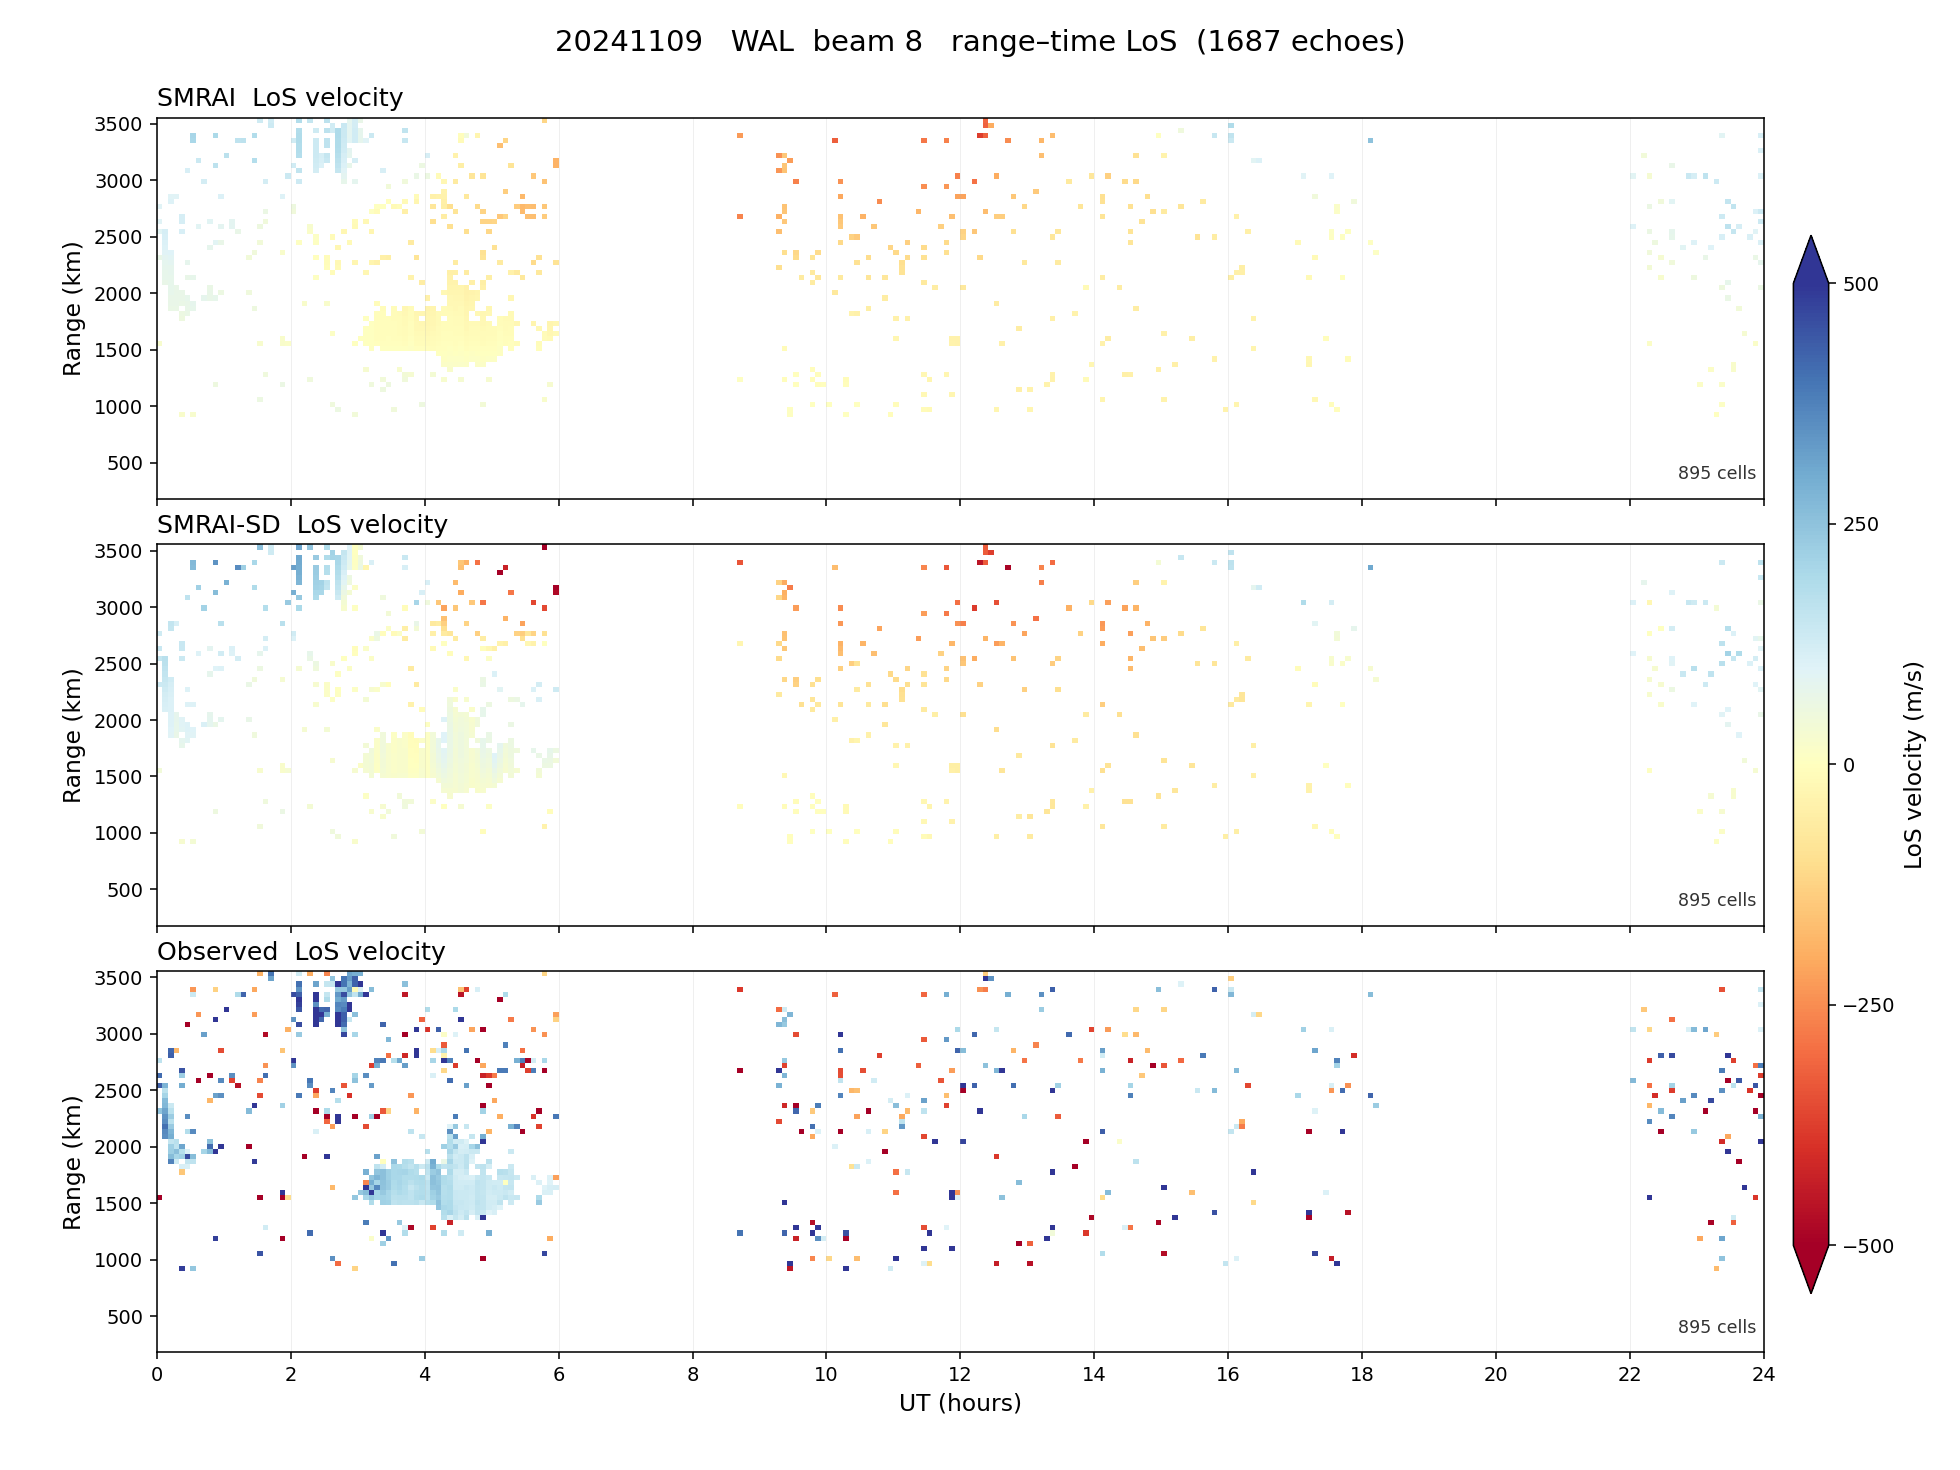 20241109   WAL  beam 8   range–time LoS  (1687 echoes)
SMRAI  LoS velocity
3500
3000
2500
2000
1500
1000
500
Range (km)
895 cells
SMRAI-SD  LoS velocity
3500
3000
2500
2000
1500
1000
500
Range (km)
895 cells
Observed  LoS velocity
3500
3000
2500
2000
1500
1000
500
Range (km)
895 cells
0 2 4 6 8 10 12 14 16 18 20 22 24
UT (hours)
500
250
0
−250
−500
LoS velocity (m/s)